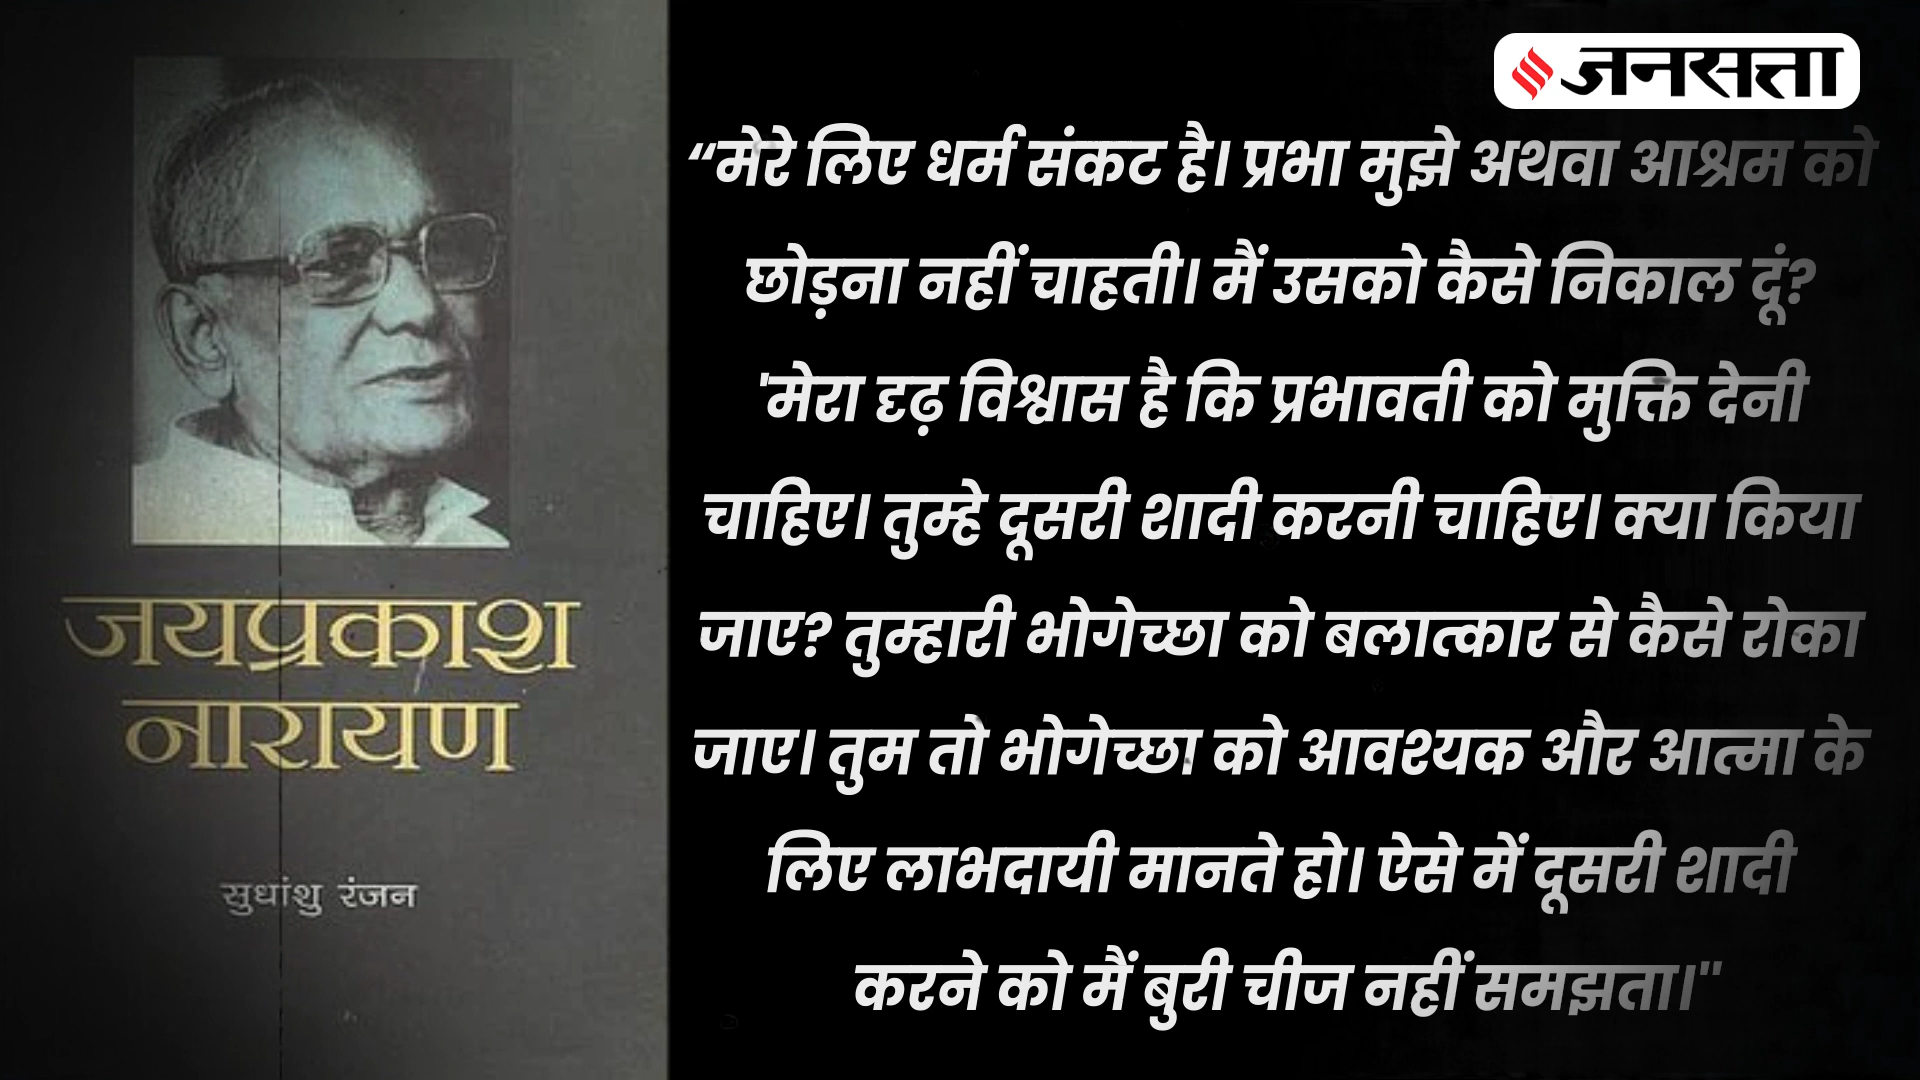 जयप्रकाश
नारायण
सुधांशु रंजन
जनसत्ता
“मेरे लिए धर्म संकट है। प्रभा मुझे अथवा आश्रम को
छोड़ना नहीं चाहती। मैं उसको कैसे निकाल दूं?
'मेरा दृढ़ विश्वास है कि प्रभावती को मुक्ति देनी
चाहिए। तुम्हे दूसरी शादी करनी चाहिए। क्या किया
जाए? तुम्हारी भोगेच्छा को बलात्कार से कैसे रोका
जाए। तुम तो भोगेच्छा को आवश्यक और आत्मा के
लिए लाभदायी मानते हो। ऐसे में दूसरी शादी
करने को मैं बुरी चीज नहीं समझता।"